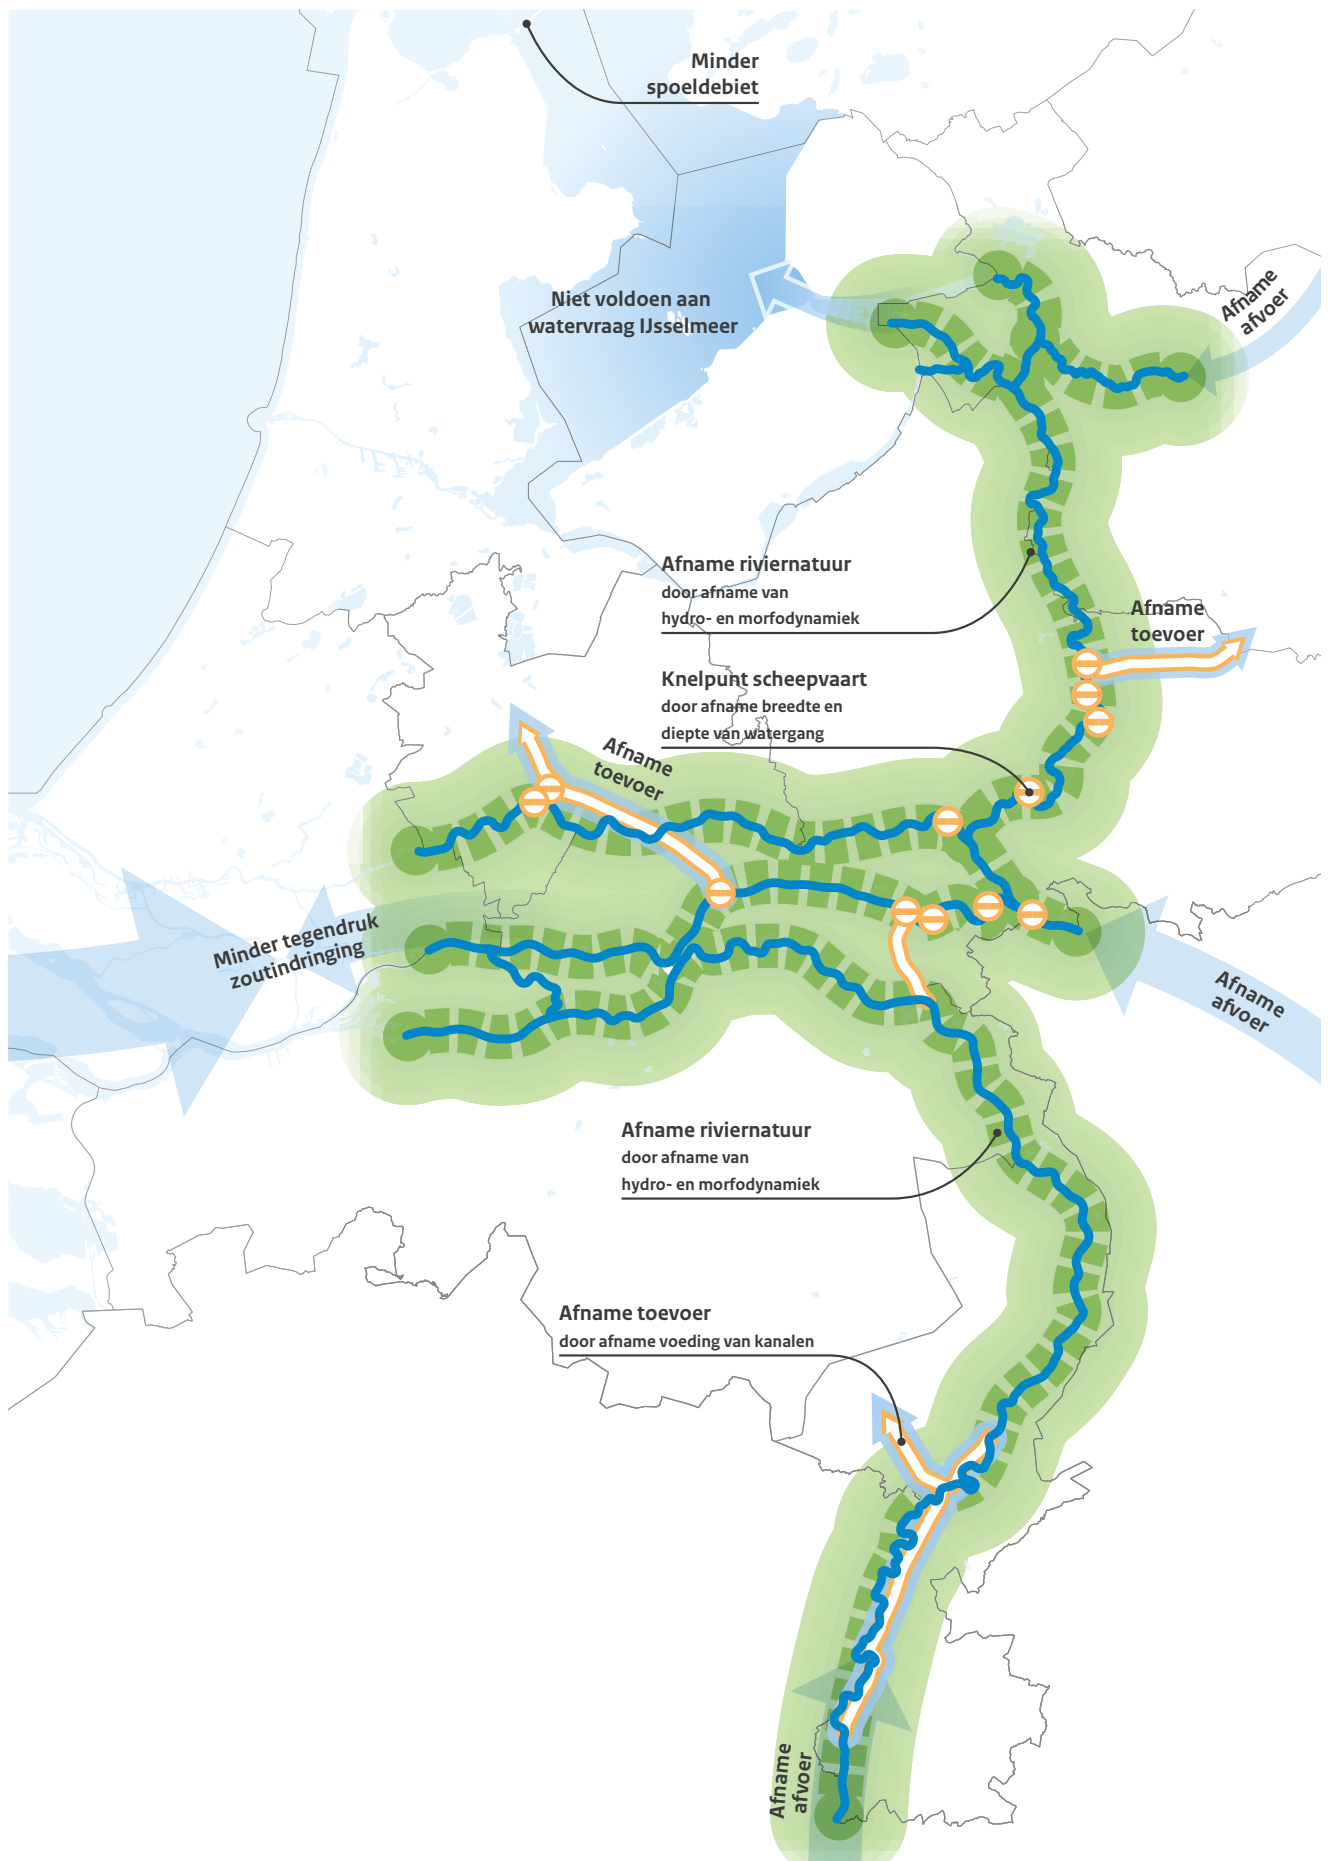 Minder
spoeldebiet
Afname
afvoer
Niet voldoen aan
watervraag IJsselmeer
Afname riviernatuur
door afname van
hydro- en morfodynamiek
Afname
toevoer
Knelpunt scheepvaart
door afname breedte en
diepte van watergang
Afname
toevoer
Minder tegendruk
zoutindringing
Afname
afvoer
Afname riviernatuur
door afname van
hydro- en morfodynamiek
Afname toevoer
door afname voeding van kanalen
Afname
afvoer